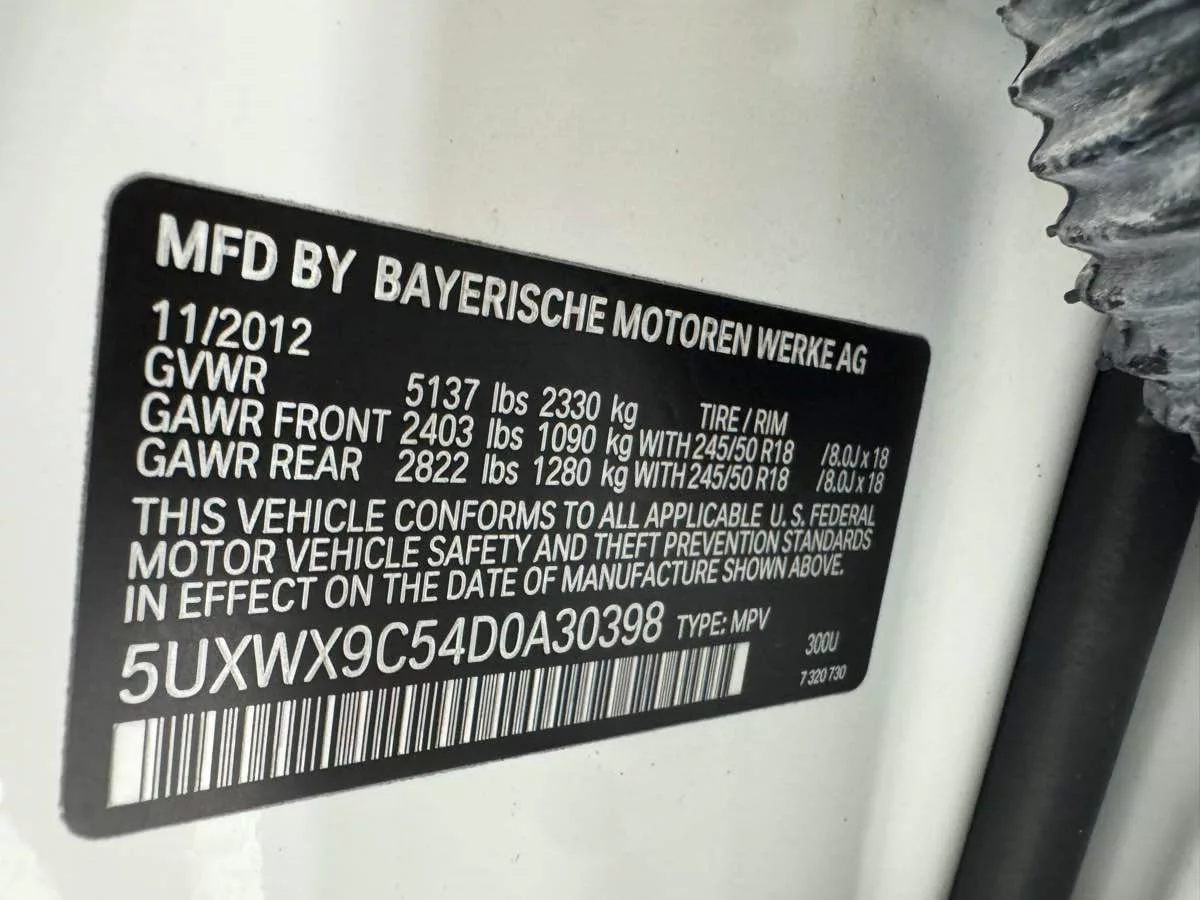 MFD BY BAYERISCHE MOTOREN WERKE AG
11/2012
GVWR 5137 lbs 2330 kg TIRE / RIM
GAWR FRONT 2403 lbs 1090 kg WITH 245/50 R18 /8.0J x 18
GAWR REAR 2822 lbs 1280 kg WITH 245/50 R18 /8.0J x 18
THIS VEHICLE CONFORMS TO ALL APPLICABLE U. S. FEDERAL
MOTOR VEHICLE SAFETY AND THEFT PREVENTION STANDARDS
IN EFFECT ON THE DATE OF MANUFACTURE SHOWN ABOVE.
5UXWX9C54D0A30398 TYPE: MPV
300U
7 320 730